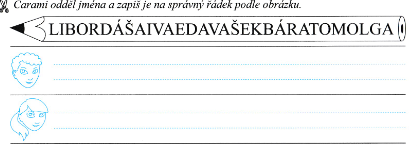 Čarami odděl jména a zapiš je na správný řádek podle obrázku.
LIBORDÁŠAIVAEDAVAŠEKBÁRATOMOLGA